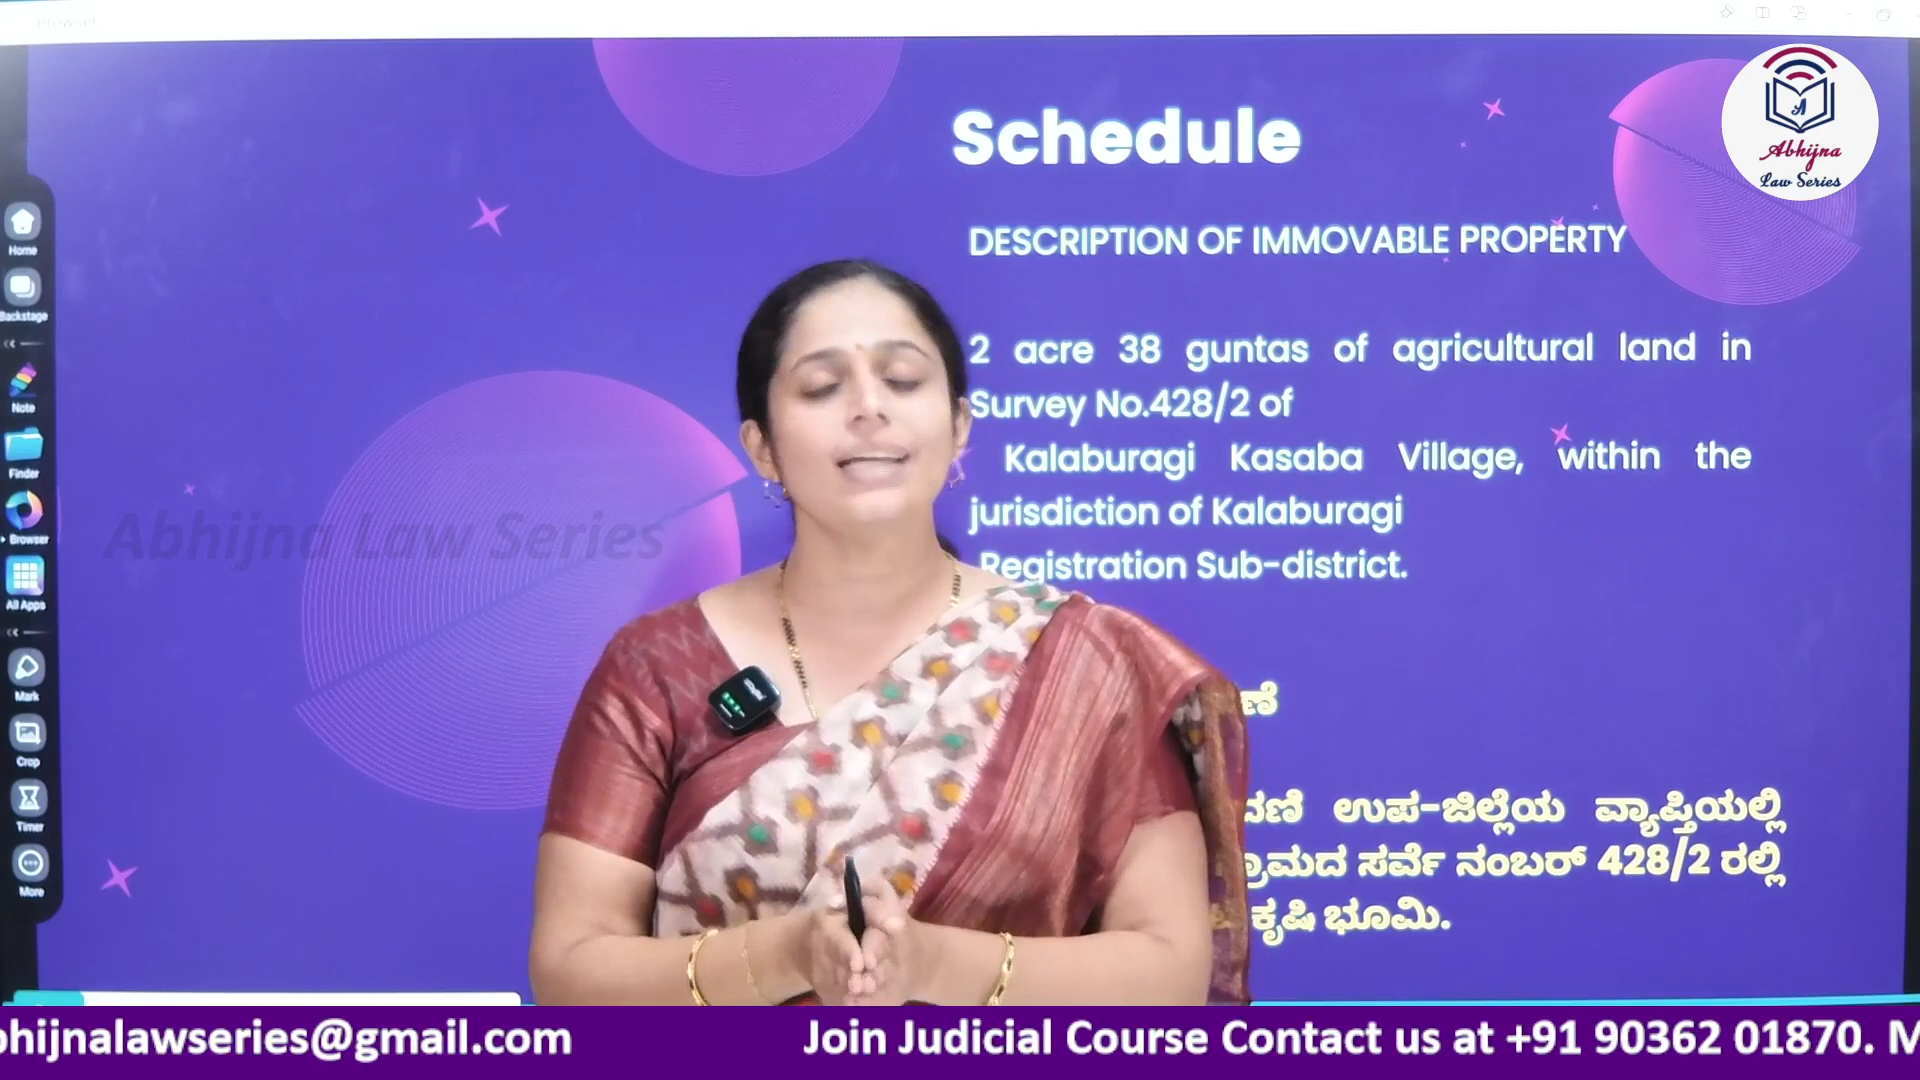 Browser
Schedule
A
Abhijna
Law Series
DESCRIPTION OF IMMOVABLE PROPERTY
2 acre 38 guntas of agricultural land in
Survey No.428/2 of
Kalaburagi Kasaba Village, within the
jurisdiction of Kalaburagi
Registration Sub-district.
ಉಪ-ಜಿಲ್ಲೆಯ ವ್ಯಾಪ್ತಿಯಲ್ಲಿ
ಸರ್ವೆ ನಂಬರ್ 428/2 ರಲ್ಲಿ
ಕೃಷಿ ಭೂಮಿ.
Home
Backstage
Note
Finder
Browser
All Apps
Mark
Crop
Timer
More
Abhijna Law Series
bhijnalawseries@gmail.com Join Judicial Course Contact us at +91 90362 01870. M